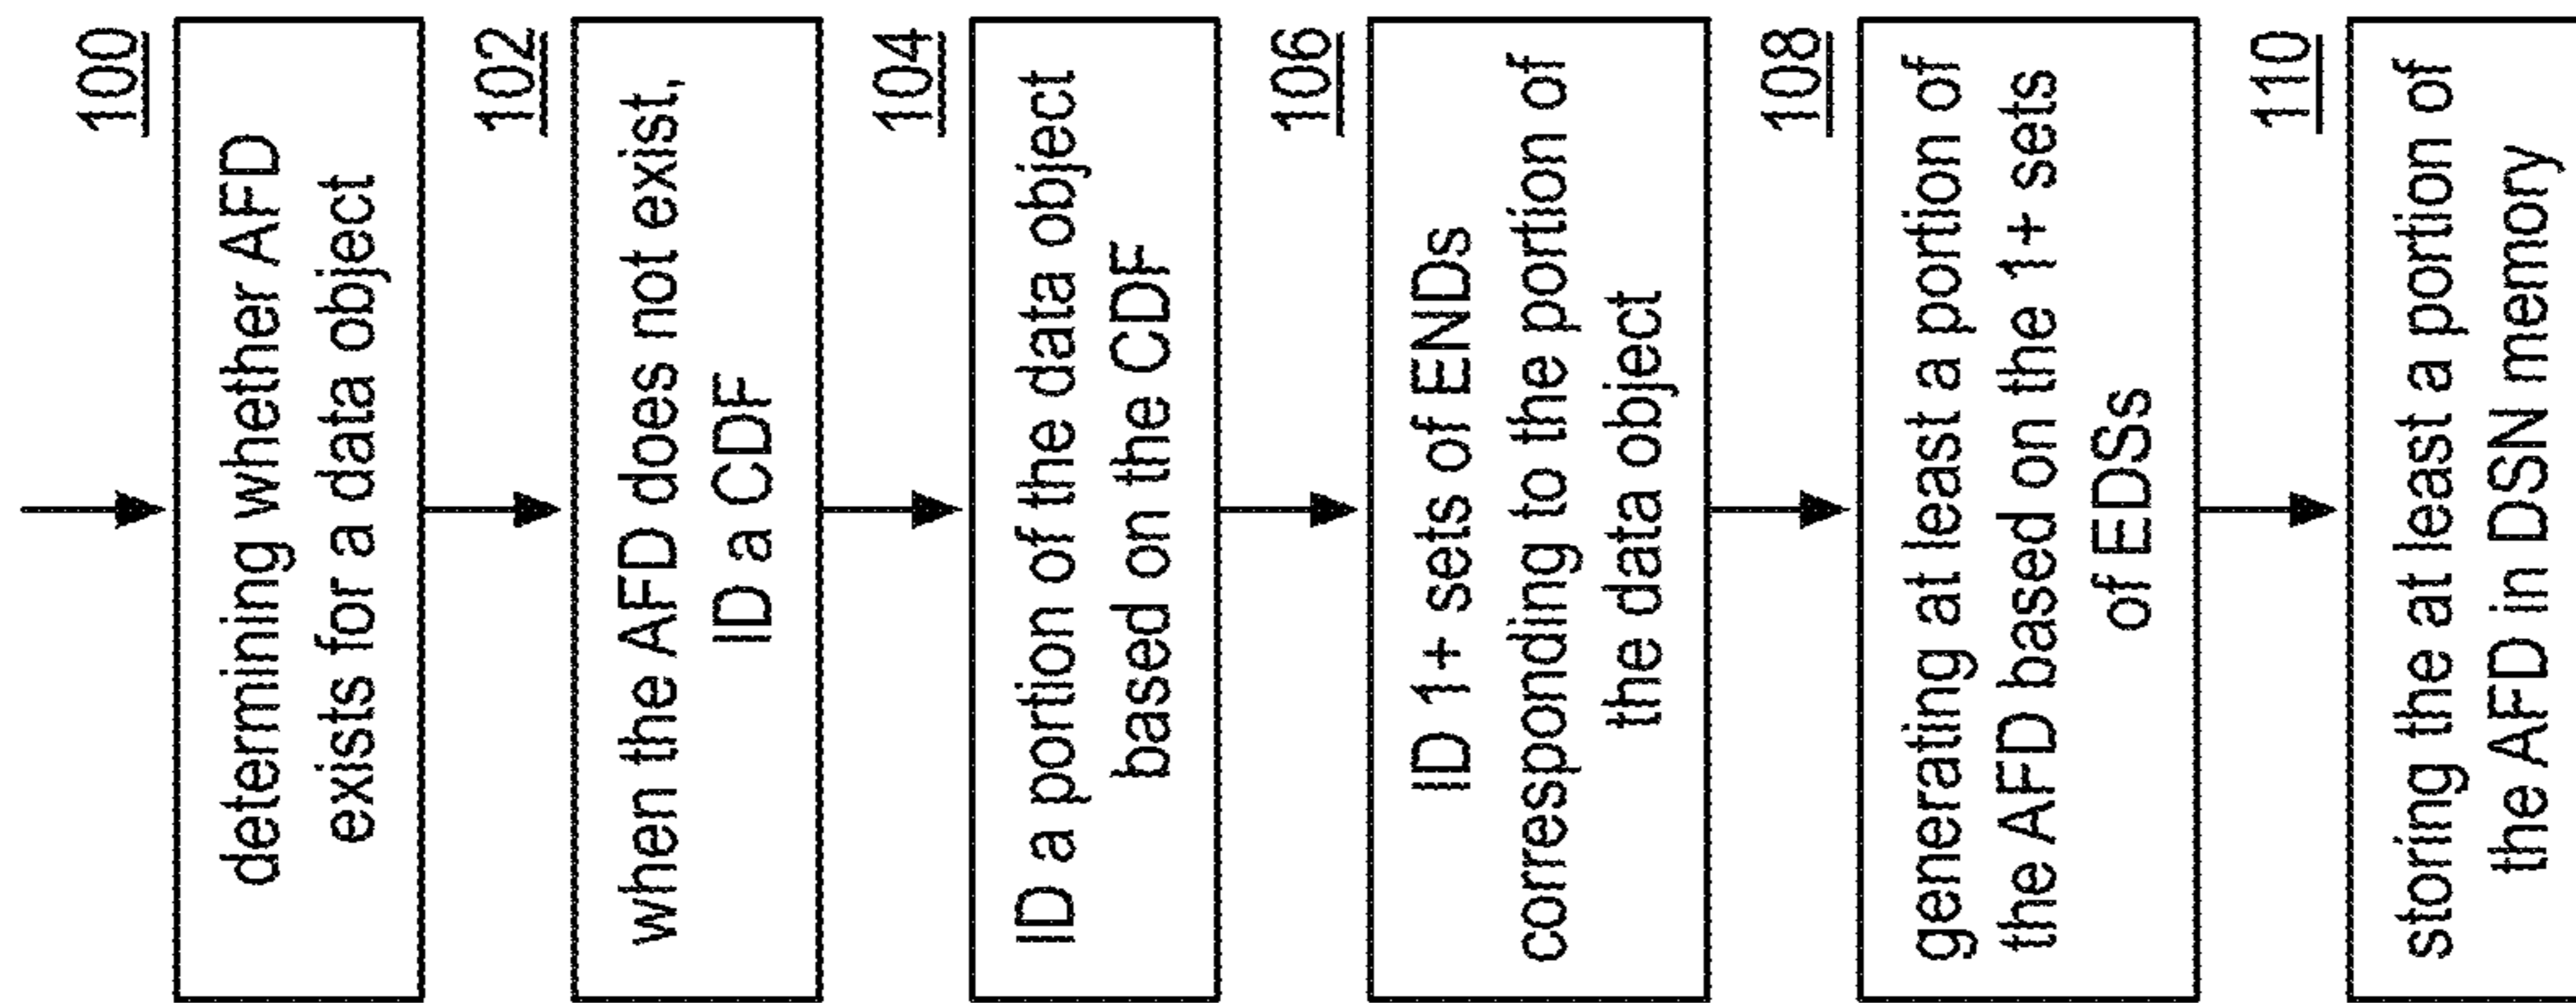 100
determining whether AFD
exists for a data object
102
when the AFD does not exist,
ID a CDF
104
ID a portion of the data object
based on the CDF
106
ID 1+ sets of ENDs
corresponding to the portion of
the data object
108
generating at least a portion of
the AFD based on the 1+ sets
of EDSs
110
storing the at least a portion of
the AFD in DSN memory